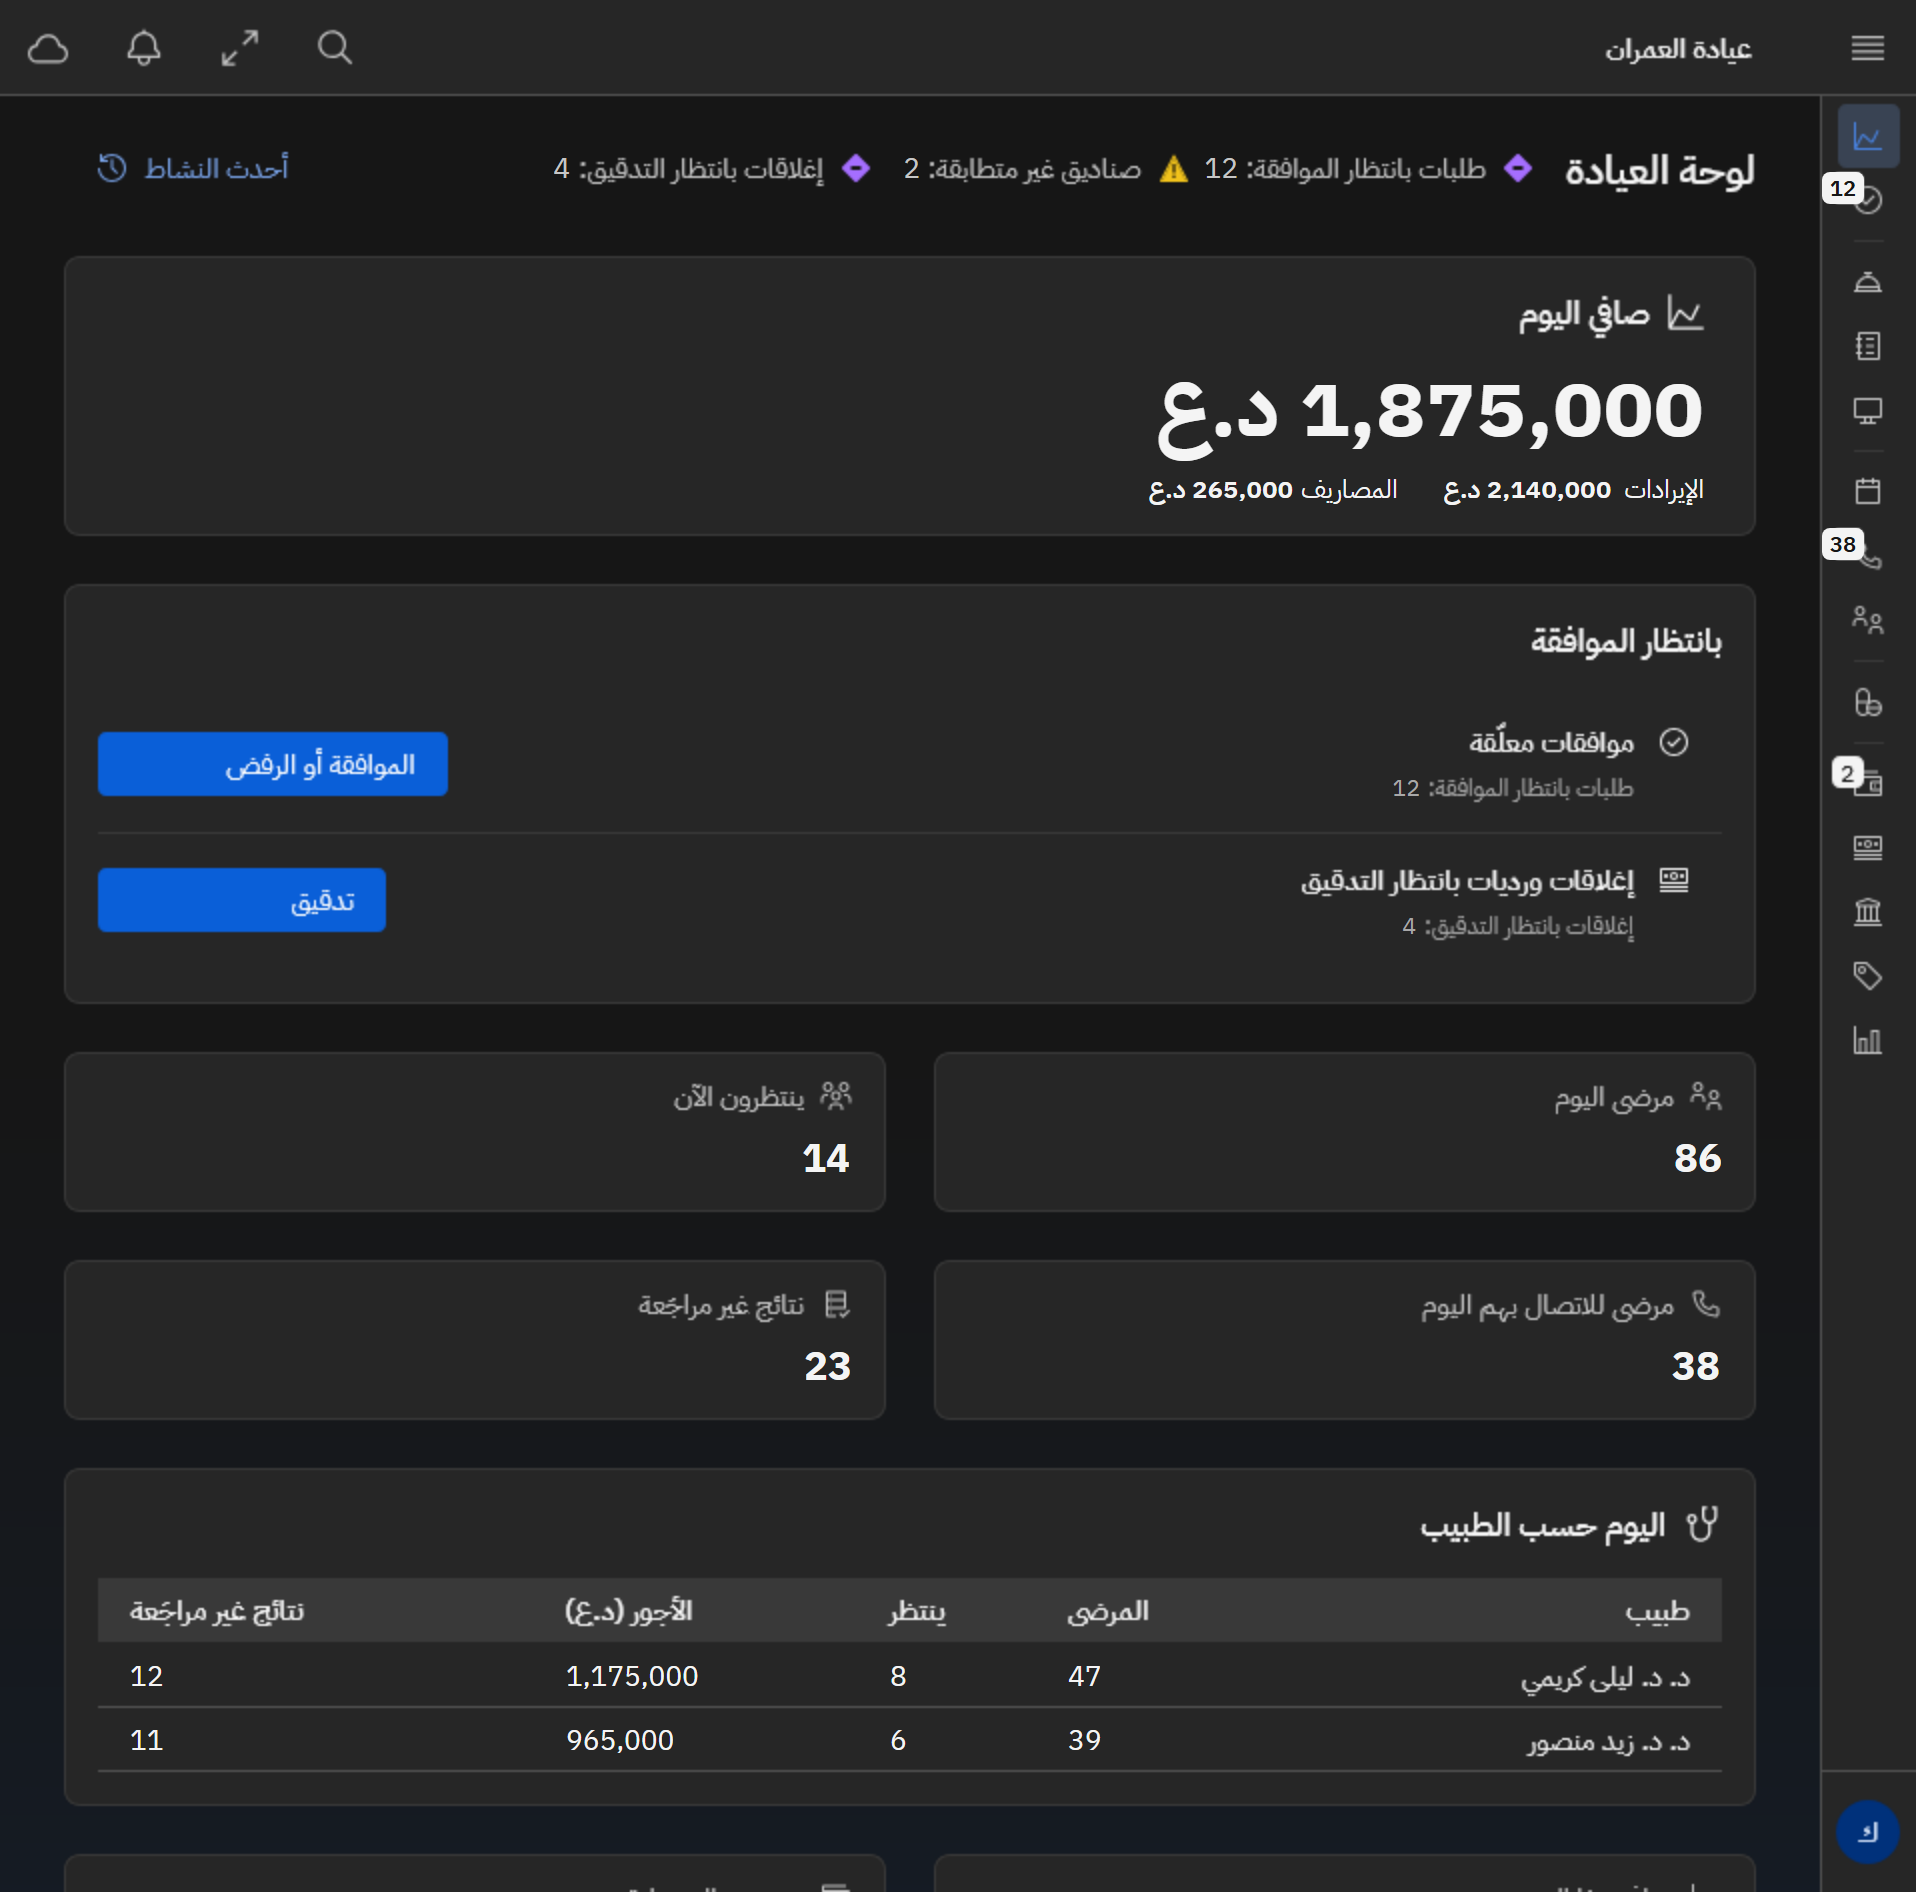 عيادة العمران
لوحة العيادة
طلبات بانتظار الموافقة: 12
صناديق غير متطابقة: 2
إغلاقات بانتظار التدقيق: 4
أحدث النشاط
12
38
2
صافي اليوم
1,875,000 د.ع
الإيرادات 2,140,000 د.ع المصاريف 265,000 د.ع
بانتظار الموافقة
موافقات معلّقة
طلبات بانتظار الموافقة: 12
الموافقة أو الرفض
إغلاقات ورديات بانتظار التدقيق
إغلاقات بانتظار التدقيق: 4
تدقيق
مرضى اليوم
86
ينتظرون الآن
14
مرضى للاتصال بهم اليوم
38
نتائج غير مراجَعة
23
اليوم حسب الطبيب
طبيب المرضى ينتظر الأجور (د.ع) نتائج غير مراجَعة
د. د. ليلى كريمي 47 8 1,175,000 12
د. د. زيد منصور 39 6 965,000 11
ك